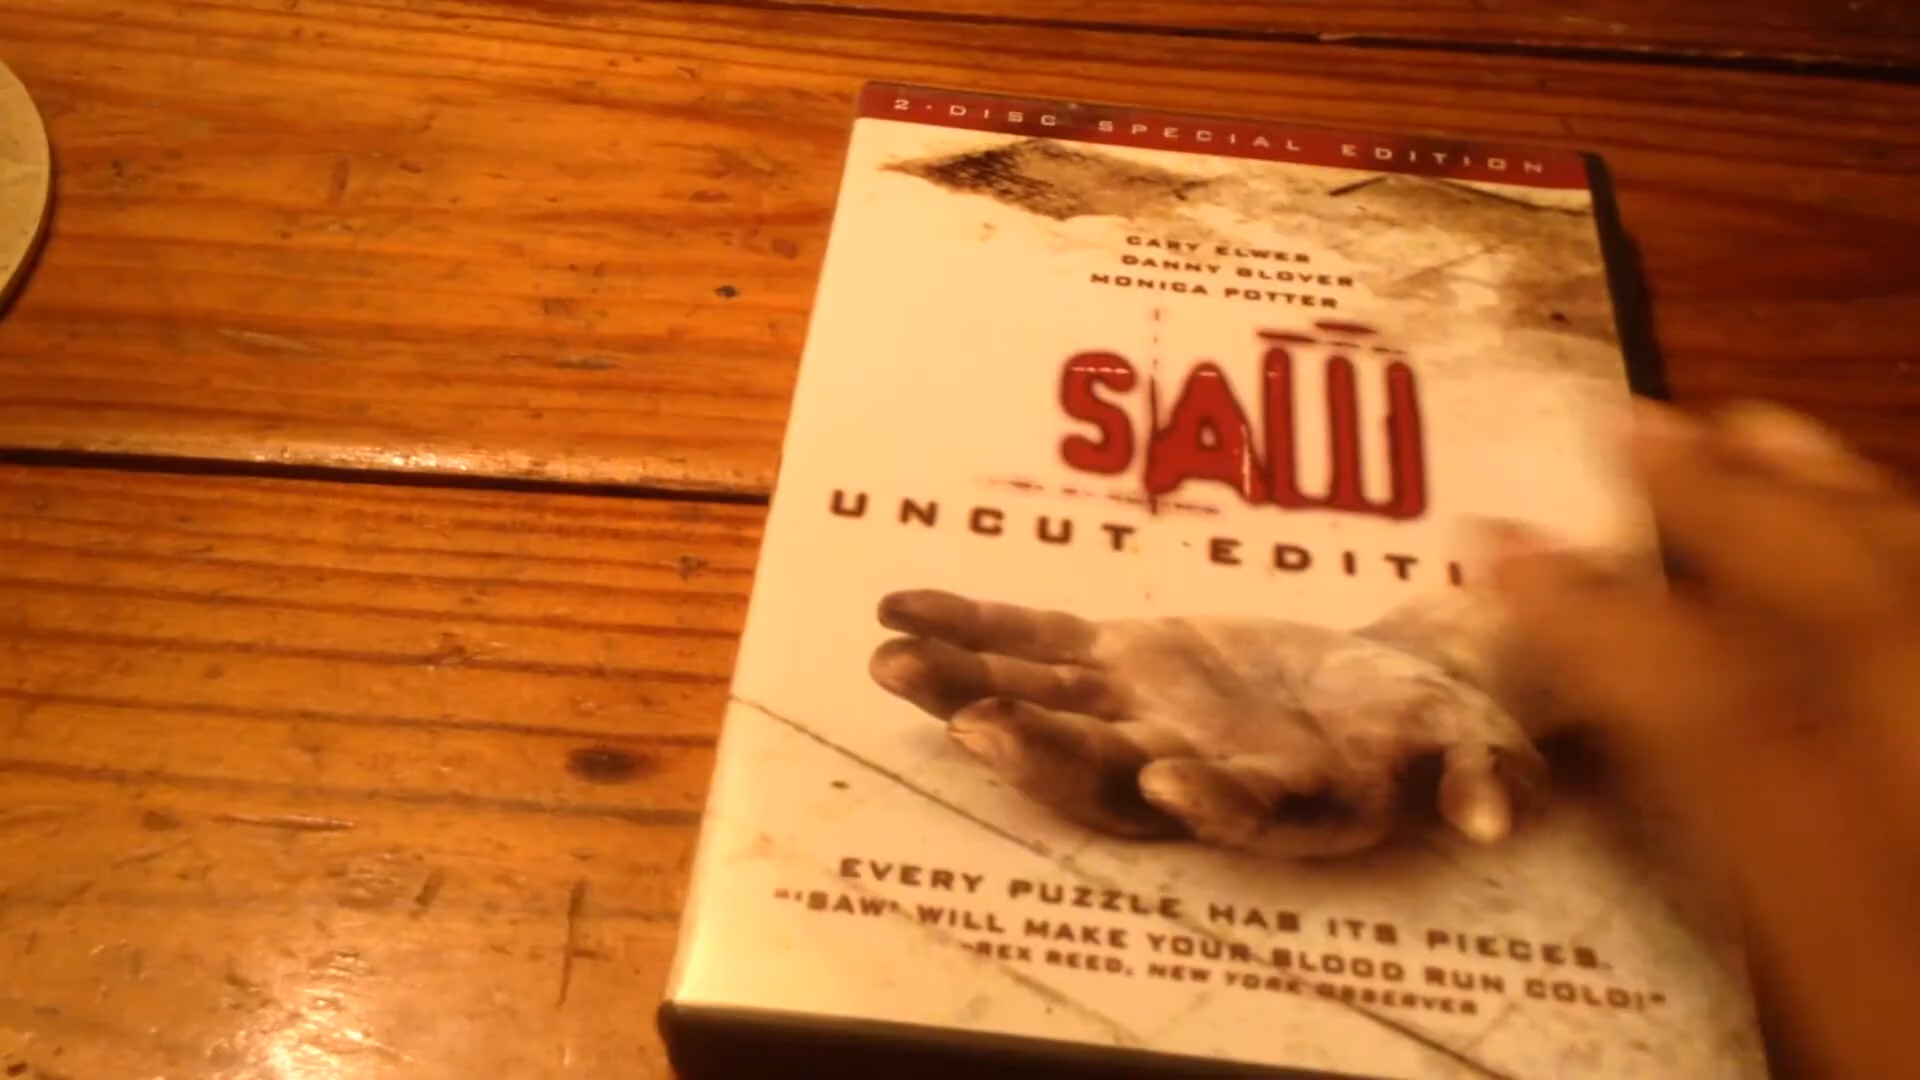 2-DISC SPECIAL EDITION
CARY ELWES
DANNY GLOVER
MONICA POTTER
SAW
UNCUT EDITI
EVERY PUZZLE HAS ITS PIECES.
"'SAW' WILL MAKE YOUR BLOOD RUN COLD!"
-REX REED, NEW YORK OBSERVER